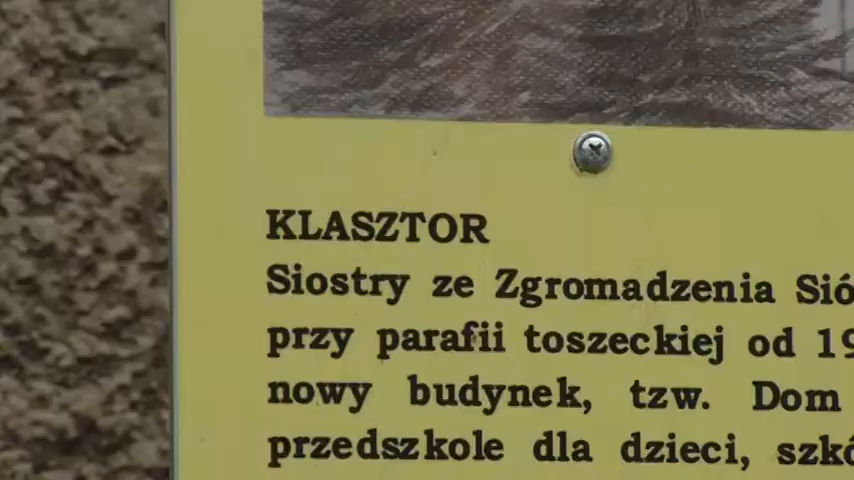 KLASZTOR
Siostry ze Zgromadzenia
przy parafii toszeckiej od
nowy budynek, tzw. Dom
przedszkole dla dzieci,